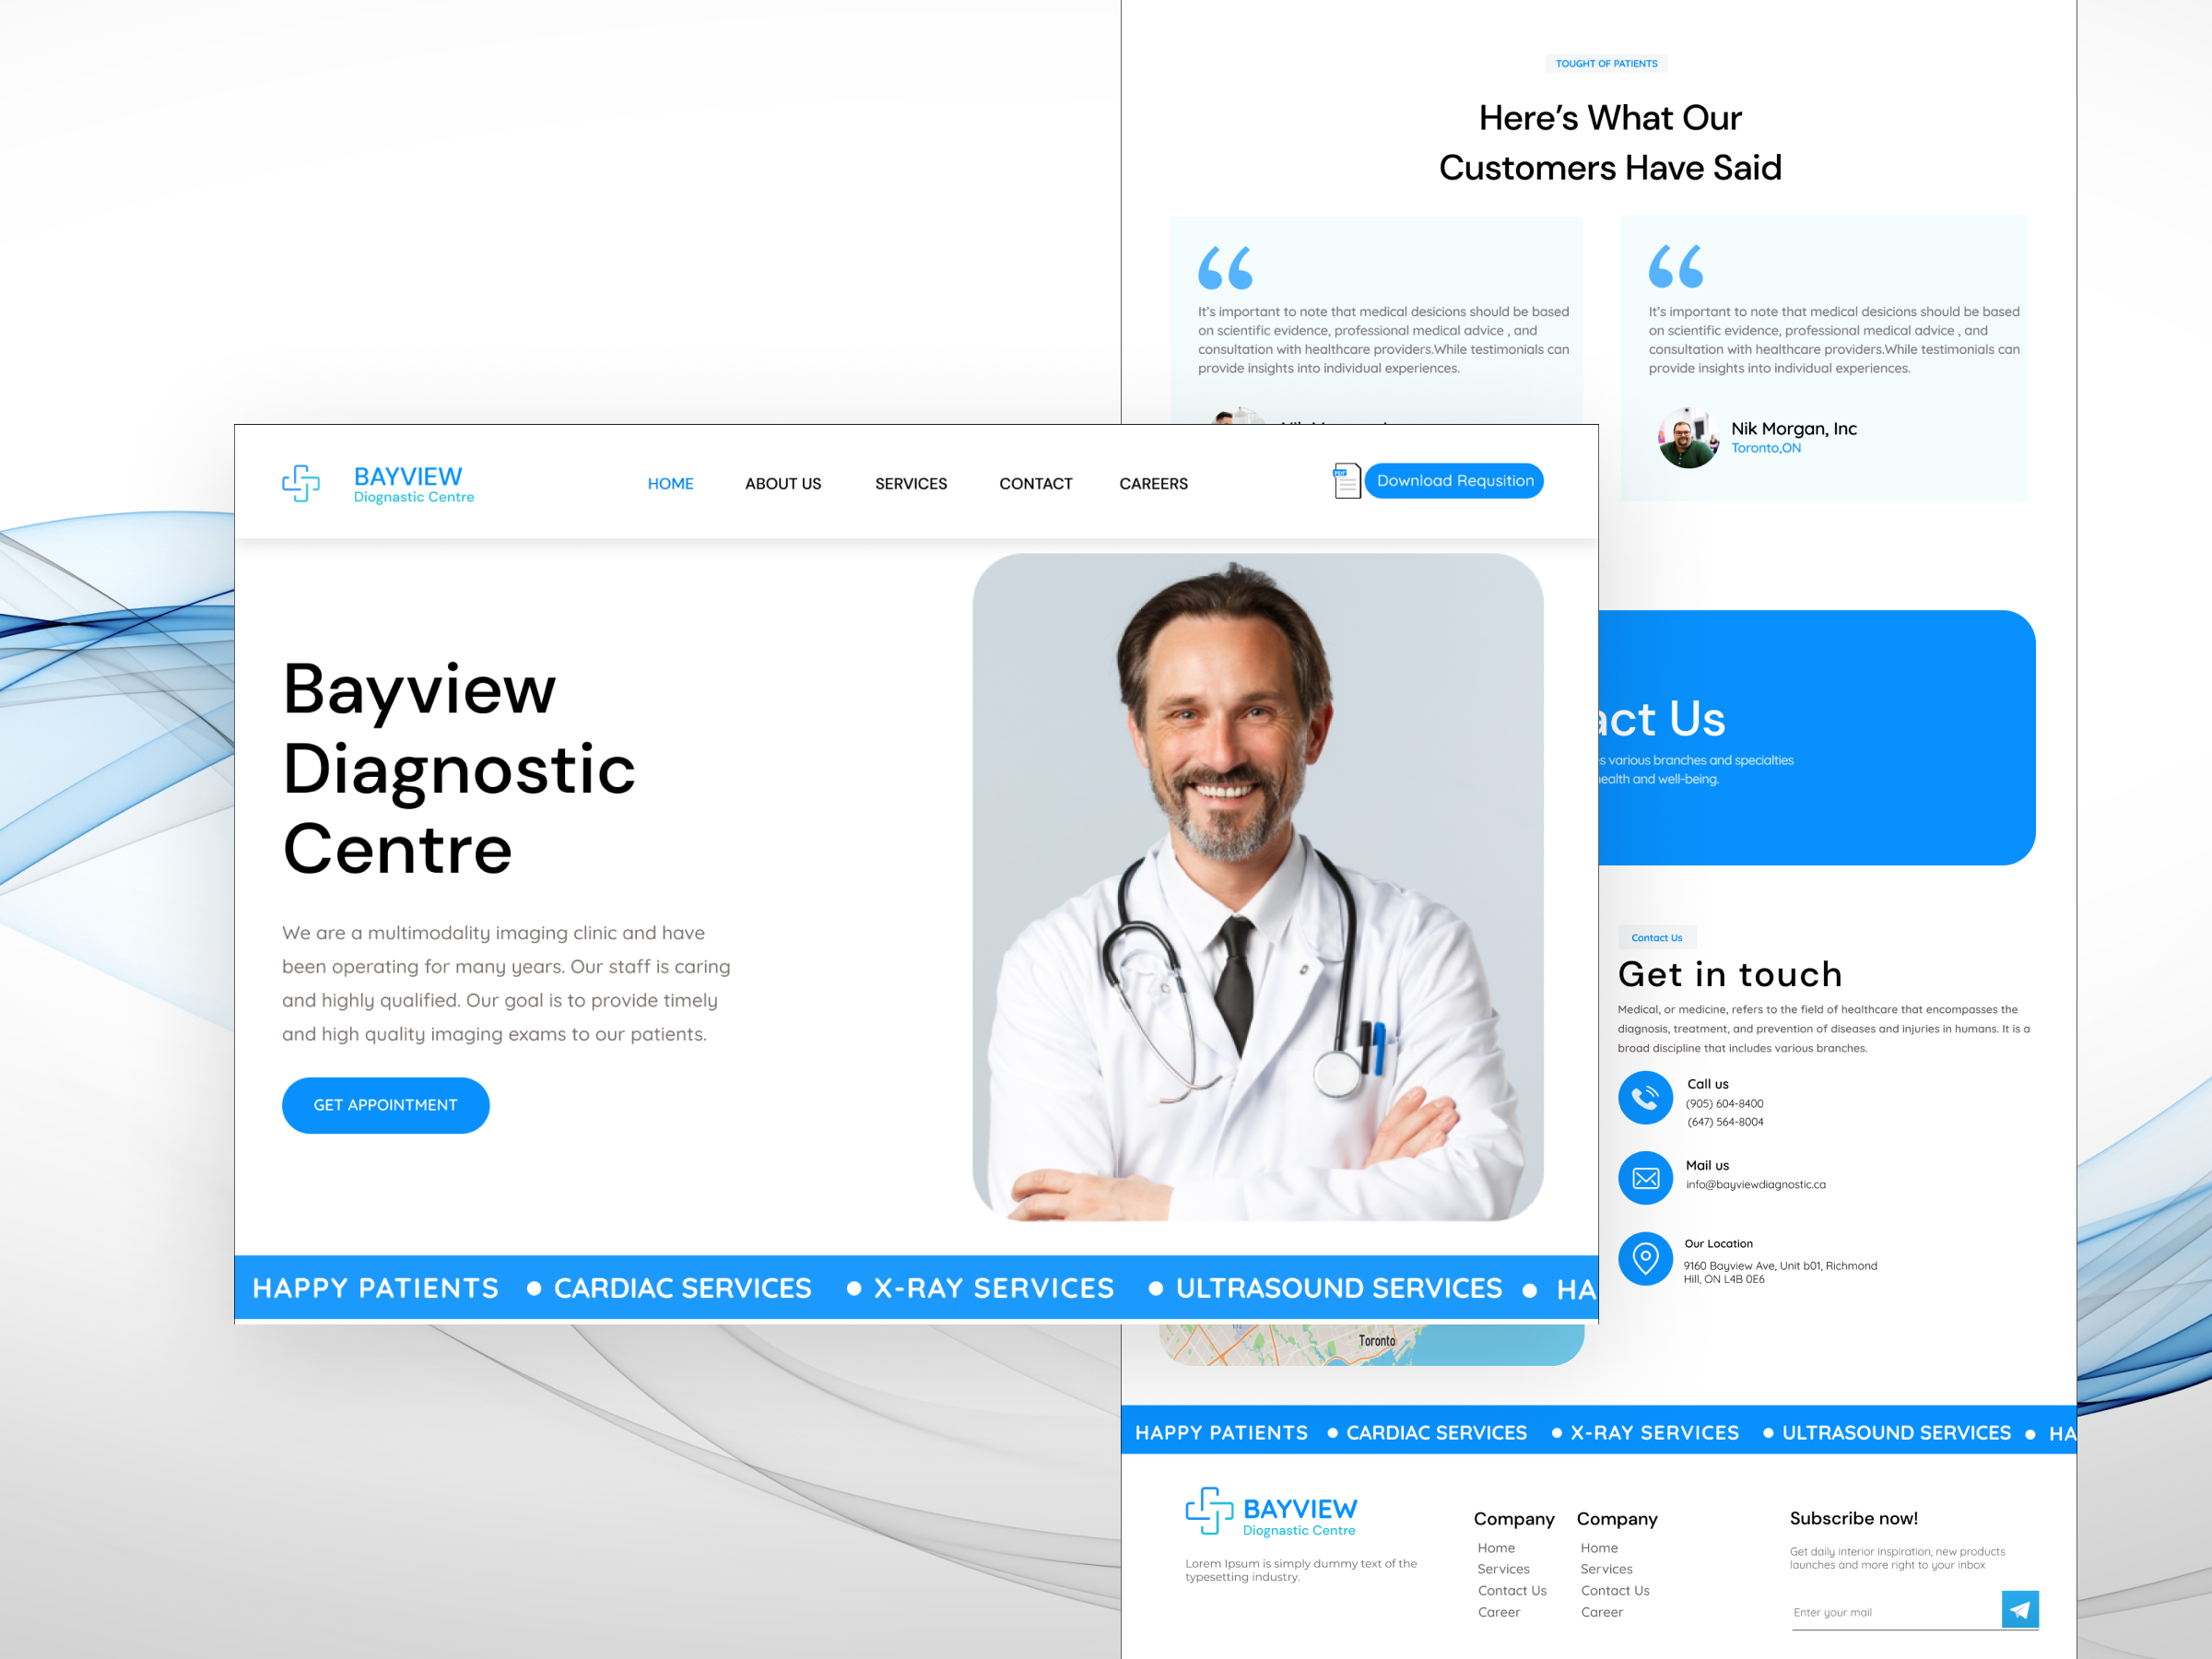 TOUGHT OF PATIENTS
Here’s What Our
Customers Have Said
It’s important to note that medical desicions should be based
on scientific evidence, professional medical advice , and
consultation with healthcare providers.While testimonials can
provide insights into individual experiences.
It’s important to note that medical desicions should be based
on scientific evidence, professional medical advice , and
consultation with healthcare providers.While testimonials can
provide insights into individual experiences.
Nik Morgan, Inc
Toronto,ON
BAYVIEW
Diognastic Centre
HOME
ABOUT US
SERVICES
CONTACT
CAREERS
PDF
Download Requsition
Bayview
Diagnostic
Centre
We are a multimodality imaging clinic and have
been operating for many years. Our staff is caring
and highly qualified. Our goal is to provide timely
and high quality imaging exams to our patients.
GET APPOINTMENT
HAPPY PATIENTS ● CARDIAC SERVICES ● X-RAY SERVICES ● ULTRASOUND SERVICES ● HA
act Us
various branches and specialties
health and well-being.
Contact Us
Get in touch
Medical, or medicine, refers to the field of healthcare that encompasses the
diagnosis, treatment, and prevention of diseases and injuries in humans. It is a
broad discipline that includes various branches.
Call us
(905) 604-8400
(647) 564-8004
Mail us
info@bayviewdiagnostic.ca
Our Location
9160 Bayview Ave, Unit b01, Richmond
Hill, ON L4B 0E6
Toronto
HAPPY PATIENTS ● CARDIAC SERVICES ● X-RAY SERVICES ● ULTRASOUND SERVICES ● HA
BAYVIEW
Diognastic Centre
Lorem Ipsum is simply dummy text of the
typesetting industry.
Company
Home
Services
Contact Us
Career
Company
Home
Services
Contact Us
Career
Subscribe now!
Get daily interior inspiration, new products
launches and more right to your inbox
Enter your mail